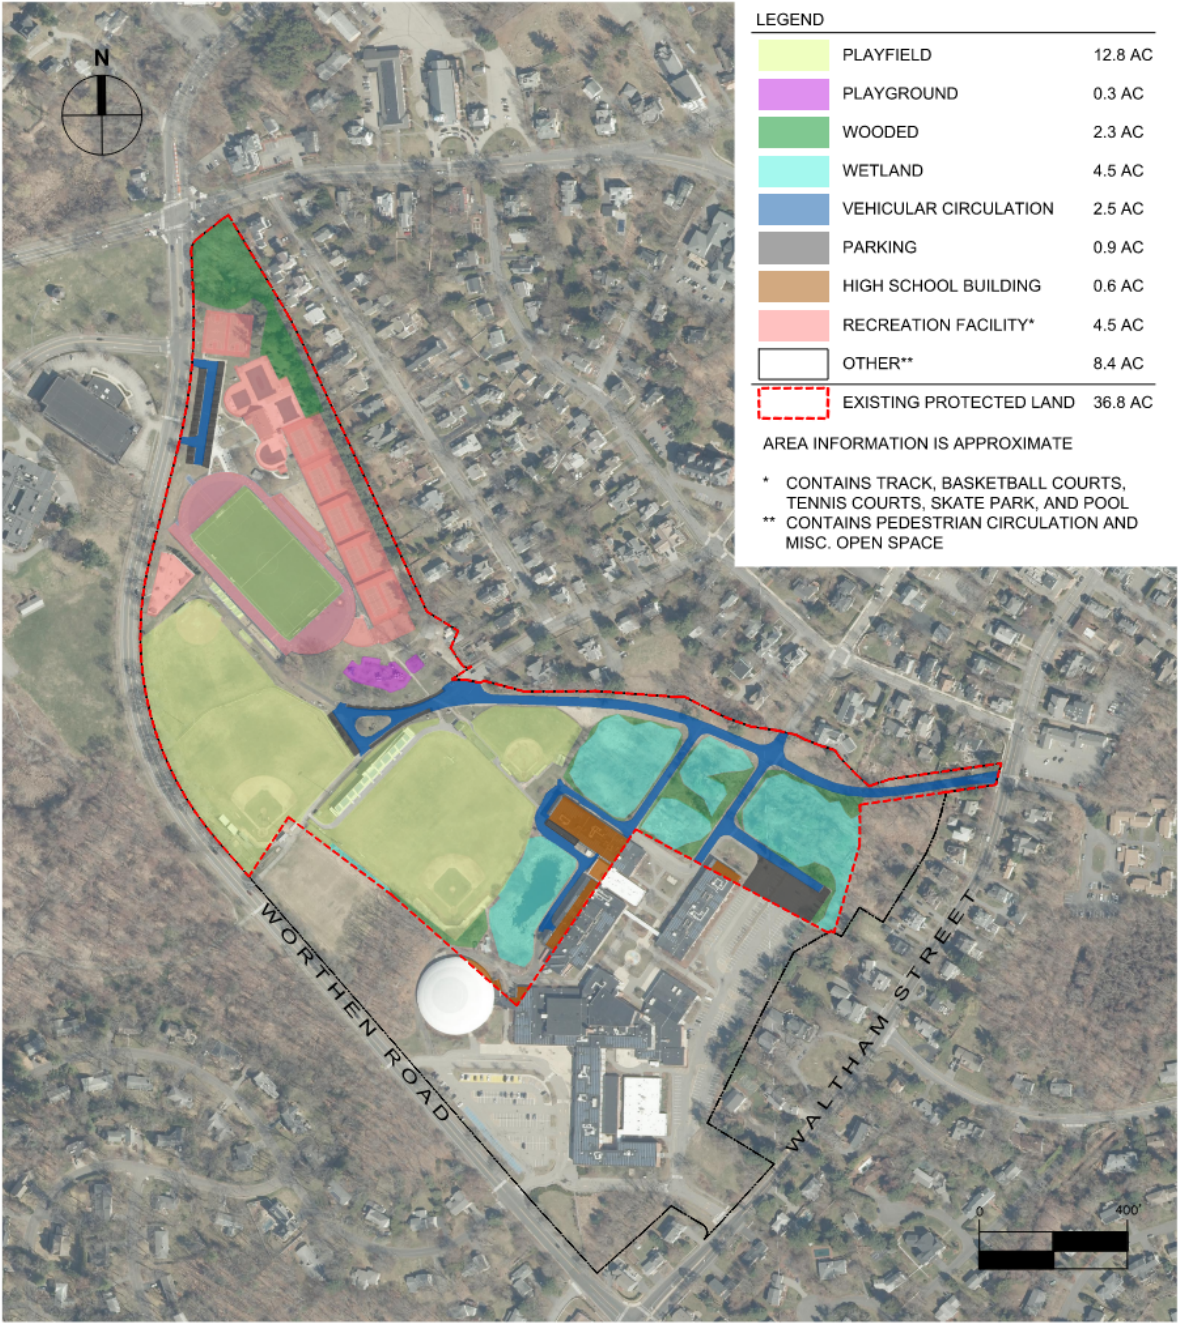 N
LEGEND
PLAYFIELD 12.8 AC
PLAYGROUND 0.3 AC
WOODED 2.3 AC
WETLAND 4.5 AC
VEHICULAR CIRCULATION 2.5 AC
PARKING 0.9 AC
HIGH SCHOOL BUILDING 0.6 AC
RECREATION FACILITY* 4.5 AC
OTHER** 8.4 AC
EXISTING PROTECTED LAND 36.8 AC
AREA INFORMATION IS APPROXIMATE
* CONTAINS TRACK, BASKETBALL COURTS,
TENNIS COURTS, SKATE PARK, AND POOL
** CONTAINS PEDESTRIAN CIRCULATION AND
MISC. OPEN SPACE
WORTHEN ROAD
WALTHAM STREET
0 400'